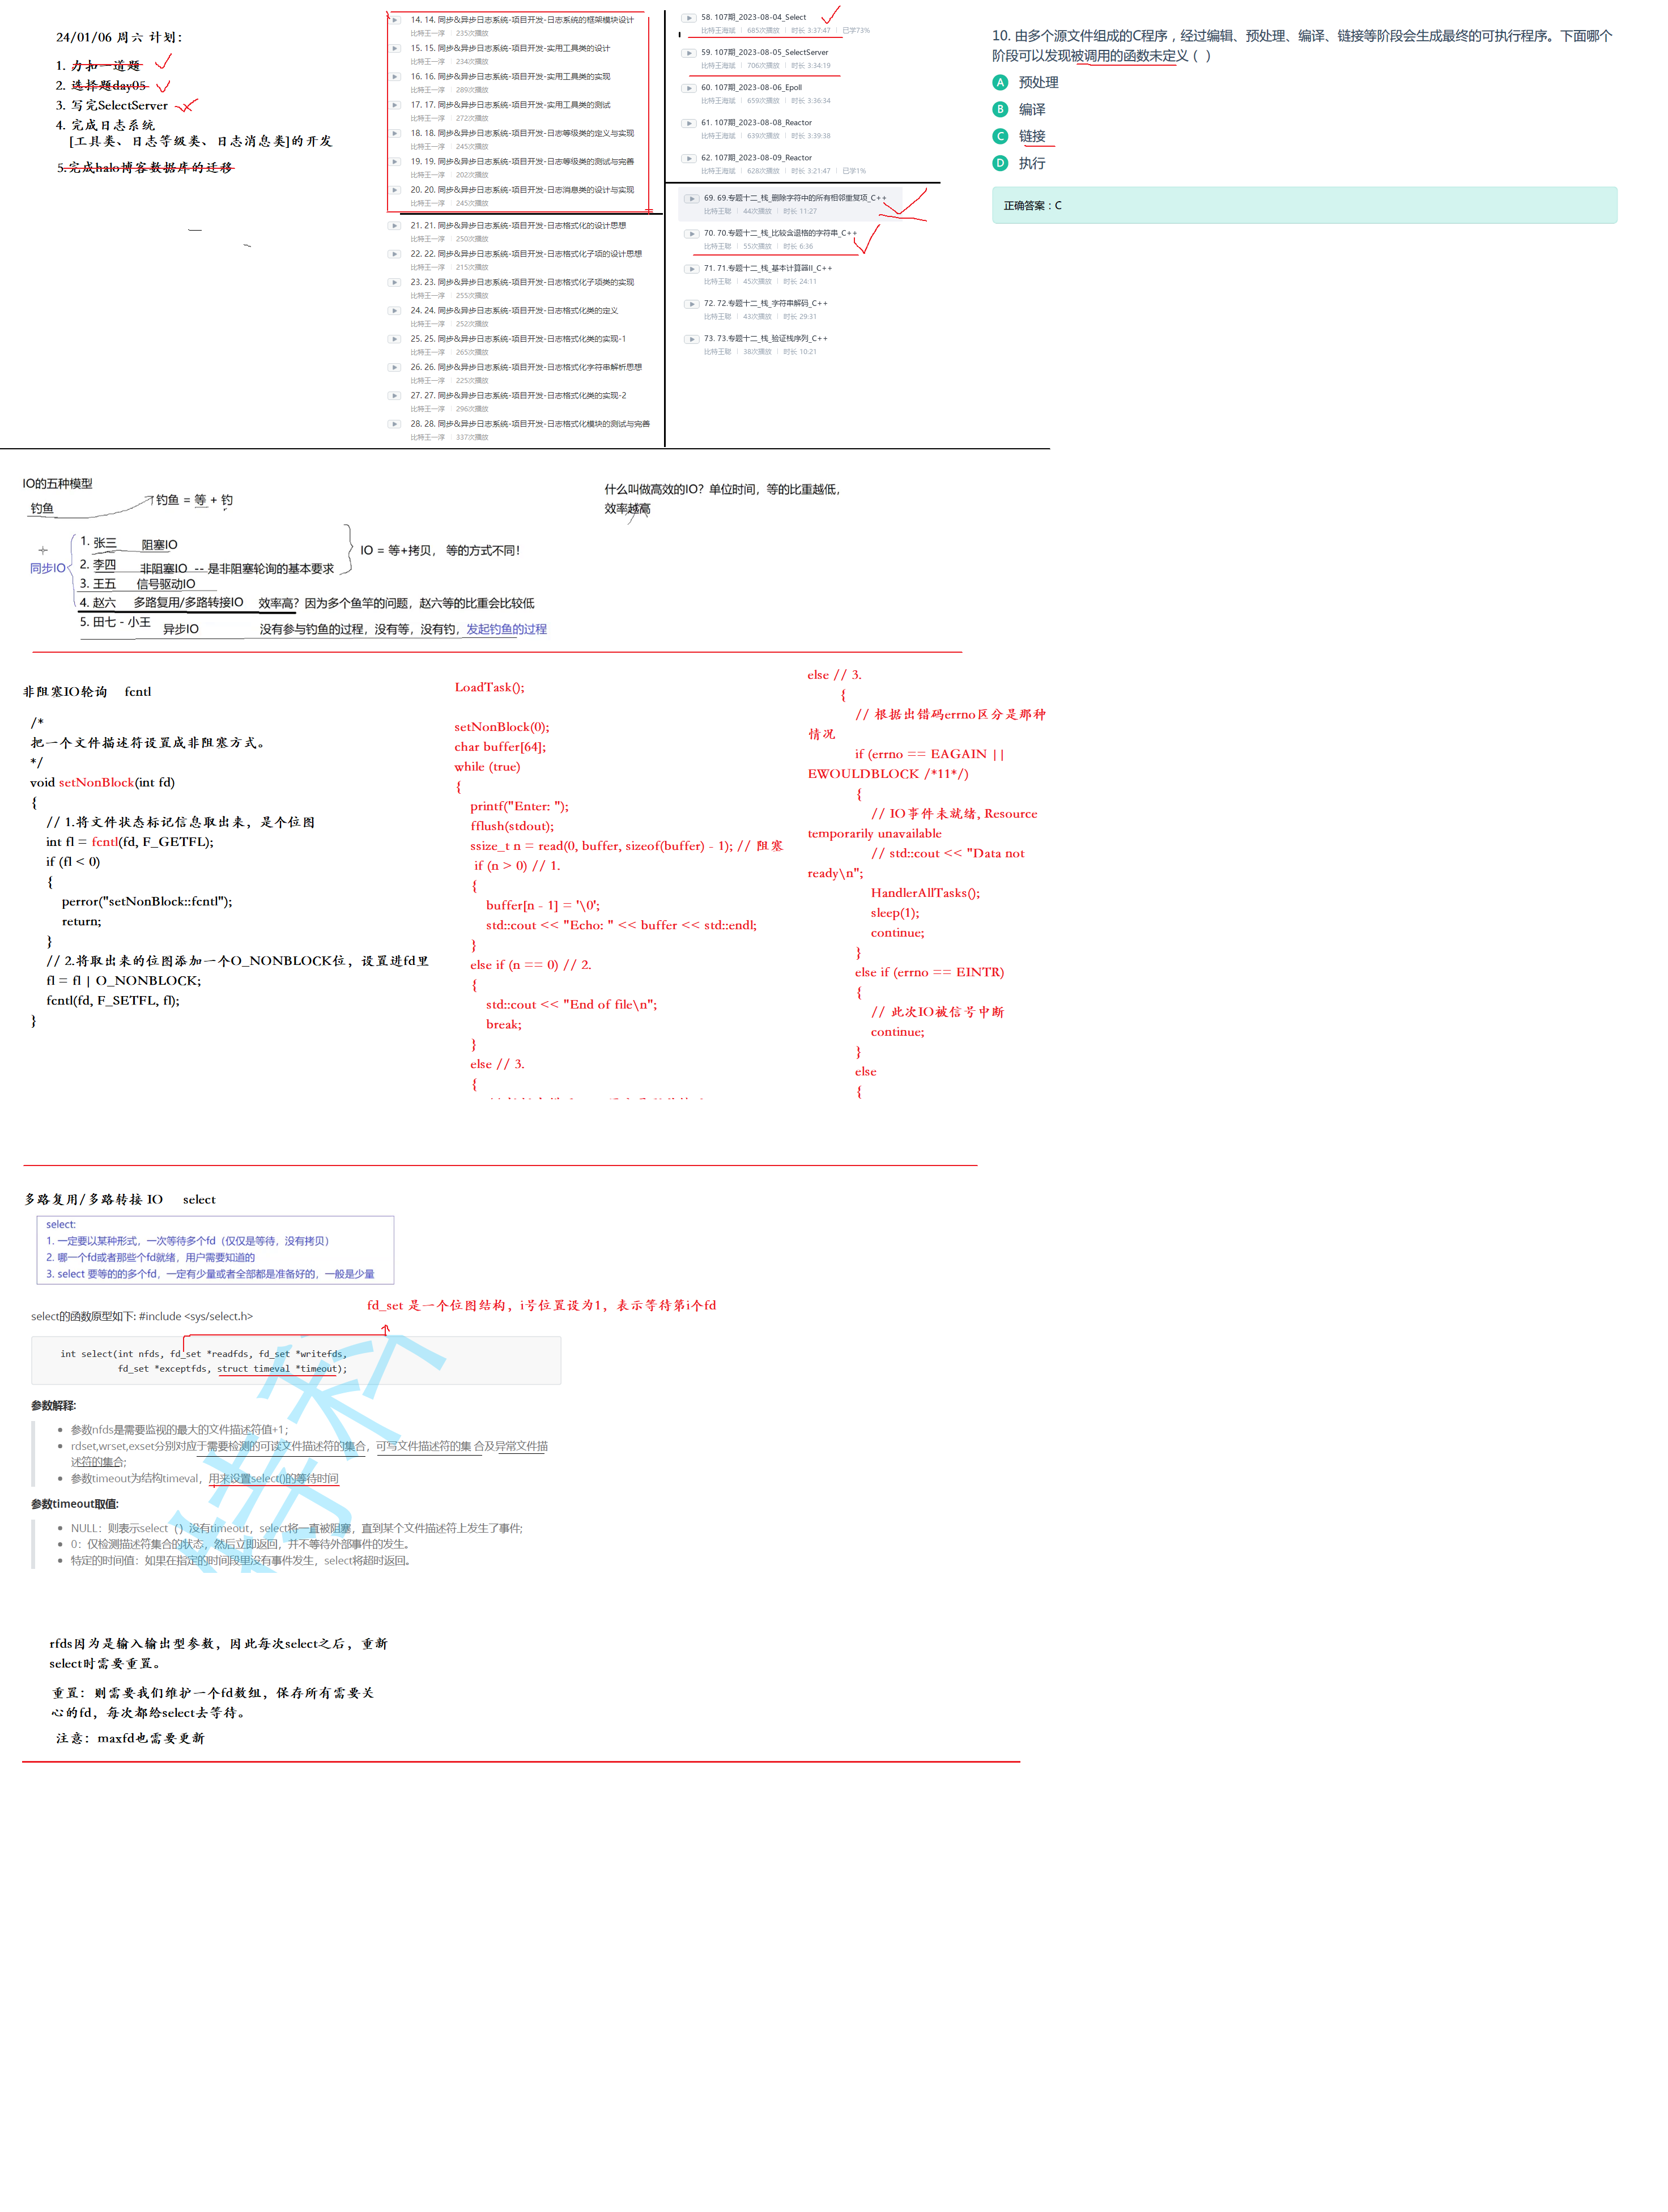 24/01/06 周六 计划：
1. 力扣一道题
2. 选择题day05
3. 写完SelectServer
4. 完成日志系统
[工具类、日志等级类、日志消息类]的开发
5.完成halo博客数据库的迁移
14. 14. 同步&异步日志系统-项目开发-日志系统的框架模块设计
比特王一淳 | 235次播放
15. 15. 同步&异步日志系统-项目开发-实用工具类的设计
比特王一淳 | 234次播放
16. 16. 同步&异步日志系统-项目开发-实用工具类的实现
比特王一淳 | 289次播放
17. 17. 同步&异步日志系统-项目开发-实用工具类的测试
比特王一淳 | 272次播放
18. 18. 同步&异步日志系统-项目开发-日志等级类的定义与实现
比特王一淳 | 245次播放
19. 19. 同步&异步日志系统-项目开发-日志等级类的测试与完善
比特王一淳 | 202次播放
20. 20. 同步&异步日志系统-项目开发-日志消息类的设计与实现
比特王一淳 | 245次播放
21. 21. 同步&异步日志系统-项目开发-日志格式化的设计思想
比特王一淳 | 250次播放
22. 22. 同步&异步日志系统-项目开发-日志格式化子项的设计思想
比特王一淳 | 215次播放
23. 23. 同步&异步日志系统-项目开发-日志格式化子项类的实现
比特王一淳 | 255次播放
24. 24. 同步&异步日志系统-项目开发-日志格式化类的定义
比特王一淳 | 252次播放
25. 25. 同步&异步日志系统-项目开发-日志格式化类的实现-1
比特王一淳 | 265次播放
26. 26. 同步&异步日志系统-项目开发-日志格式化字符串解析思想
比特王一淳 | 225次播放
27. 27. 同步&异步日志系统-项目开发-日志格式化类的实现-2
比特王一淳 | 296次播放
28. 28. 同步&异步日志系统-项目开发-日志格式化模块的测试与完善
比特王一淳 | 337次播放
58. 107期_2023-08-04_Select
比特王海斌 | 685次播放 | 时长 3:37:47 | 已学73%
59. 107期_2023-08-05_SelectServer
比特王海斌 | 706次播放 | 时长 3:34:19
60. 107期_2023-08-06_Epoll
比特王海斌 | 659次播放 | 时长 3:36:34
61. 107期_2023-08-08_Reactor
比特王海斌 | 639次播放 | 时长 3:39:38
62. 107期_2023-08-09_Reactor
比特王海斌 | 628次播放 | 时长 3:21:47 | 已学1%
69. 69.专题十二_栈_删除字符中的所有相邻重复项_C++
比特王聪 | 44次播放 | 时长 11:27
70. 70.专题十二_栈_比较含退格的字符串_C++
比特王聪 | 55次播放 | 时长 6:36
71. 71.专题十二_栈_基本计算器II_C++
比特王聪 | 45次播放 | 时长 24:11
72. 72.专题十二_栈_字符串解码_C++
比特王聪 | 43次播放 | 时长 29:31
73. 73.专题十二_栈_验证栈序列_C++
比特王聪 | 38次播放 | 时长 10:21
10. 由多个源文件组成的C程序，经过编辑、预处理、编译、链接等阶段会生成最终的可执行程序。下面哪个
阶段可以发现被调用的函数未定义（ ）
A 预处理
B 编译
C 链接
D 执行
正确答案：C
IO的五种模型
钓鱼
钓鱼 = 等 + 钓
什么叫做高效的IO？单位时间，等的比重越低，
效率越高
同步IO
1. 张三 阻塞IO
2. 李四 非阻塞IO -- 是非阻塞轮询的基本要求
3. 王五 信号驱动IO
4. 赵六 多路复用/多路转接IO 效率高？因为多个鱼竿的问题，赵六等的比重会比较低
5. 田七 - 小王 异步IO 没有参与钓鱼的过程，没有等，没有钓，发起钓鱼的过程
IO = 等+拷贝， 等的方式不同！
非阻塞IO轮询 fcntl
/*
把一个文件描述符设置成非阻塞方式。
*/
void setNonBlock(int fd)
{
// 1.将文件状态标记信息取出来，是个位图
int fl = fcntl(fd, F_GETFL);
if (fl < 0)
{
perror("setNonBlock::fcntl");
return;
}
// 2.将取出来的位图添加一个O_NONBLOCK位，设置进fd里
fl = fl | O_NONBLOCK;
fcntl(fd, F_SETFL, fl);
}
LoadTask();
setNonBlock(0);
char buffer[64];
while (true)
{
printf("Enter: ");
fflush(stdout);
ssize_t n = read(0, buffer, sizeof(buffer) - 1); // 阻塞
if (n > 0) // 1.
{
buffer[n - 1] = '\0';
std::cout << "Echo: " << buffer << std::endl;
}
else if (n == 0) // 2.
{
std::cout << "End of file\n";
break;
}
else // 3.
{
else // 3.
{
// 根据出错码errno区分是那种
情况
if (errno == EAGAIN ||
EWOULDBLOCK /*11*/)
{
// IO事件未就绪, Resource
temporarily unavailable
// std::cout << "Data not
ready\n";
HandlerAllTasks();
sleep(1);
continue;
}
else if (errno == EINTR)
{
// 此次IO被信号中断
continue;
}
else
{
多路复用/多路转接 IO select
select:
1. 一定要以某种形式，一次等待多个fd（仅仅是等待，没有拷贝）
2. 哪一个fd或者那些个fd就绪，用户需要知道的
3. select 要等的的多个fd，一定有少量或者全部都是准备好的，一般是少量
fd_set 是一个位图结构，i号位置设为1，表示等待第i个fd
select的函数原型如下: #include <sys/select.h>
int select(int nfds, fd_set *readfds, fd_set *writefds,
fd_set *exceptfds, struct timeval *timeout);
参数解释:
参数nfds是需要监视的最大的文件描述符值+1；
rdset,wrset,exset分别对应于需要检测的可读文件描述符的集合，可写文件描述符的集 合及异常文件描
述符的集合;
参数timeout为结构timeval，用来设置select()的等待时间
参数timeout取值:
NULL：则表示select（）没有timeout，select将一直被阻塞，直到某个文件描述符上发生了事件;
0：仅检测描述符集合的状态，然后立即返回，并不等待外部事件的发生。
特定的时间值：如果在指定的时间段里没有事件发生，select将超时返回。
特科
rfds因为是输入输出型参数，因此每次select之后，重新
select时需要重置。
重置：则需要我们维护一个fd数组，保存所有需要关
心的fd，每次都给select去等待。
注意：maxfd也需要更新